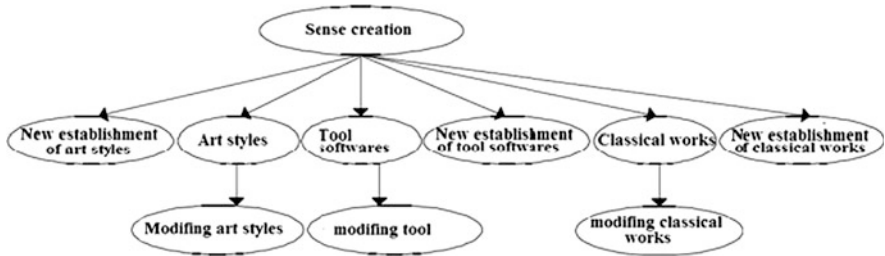 Sense creation
New establishment
of art styles
Art styles
Tool
softwares
New establishment
of tool softwares
Classical works
New establishment
of classical works
Modifing art styles
modifing tool
modifing classical
works